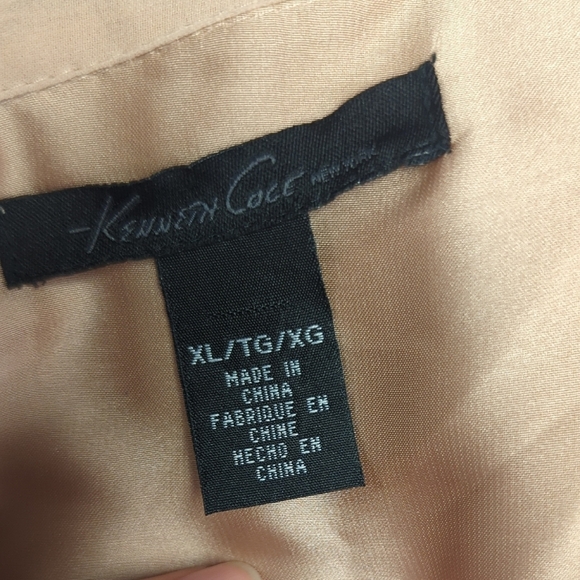 Kenneth Cole NEW YORK
XL/TG/XG
MADE IN
CHINA
FABRIQUE EN
CHINE
HECHO EN
CHINA